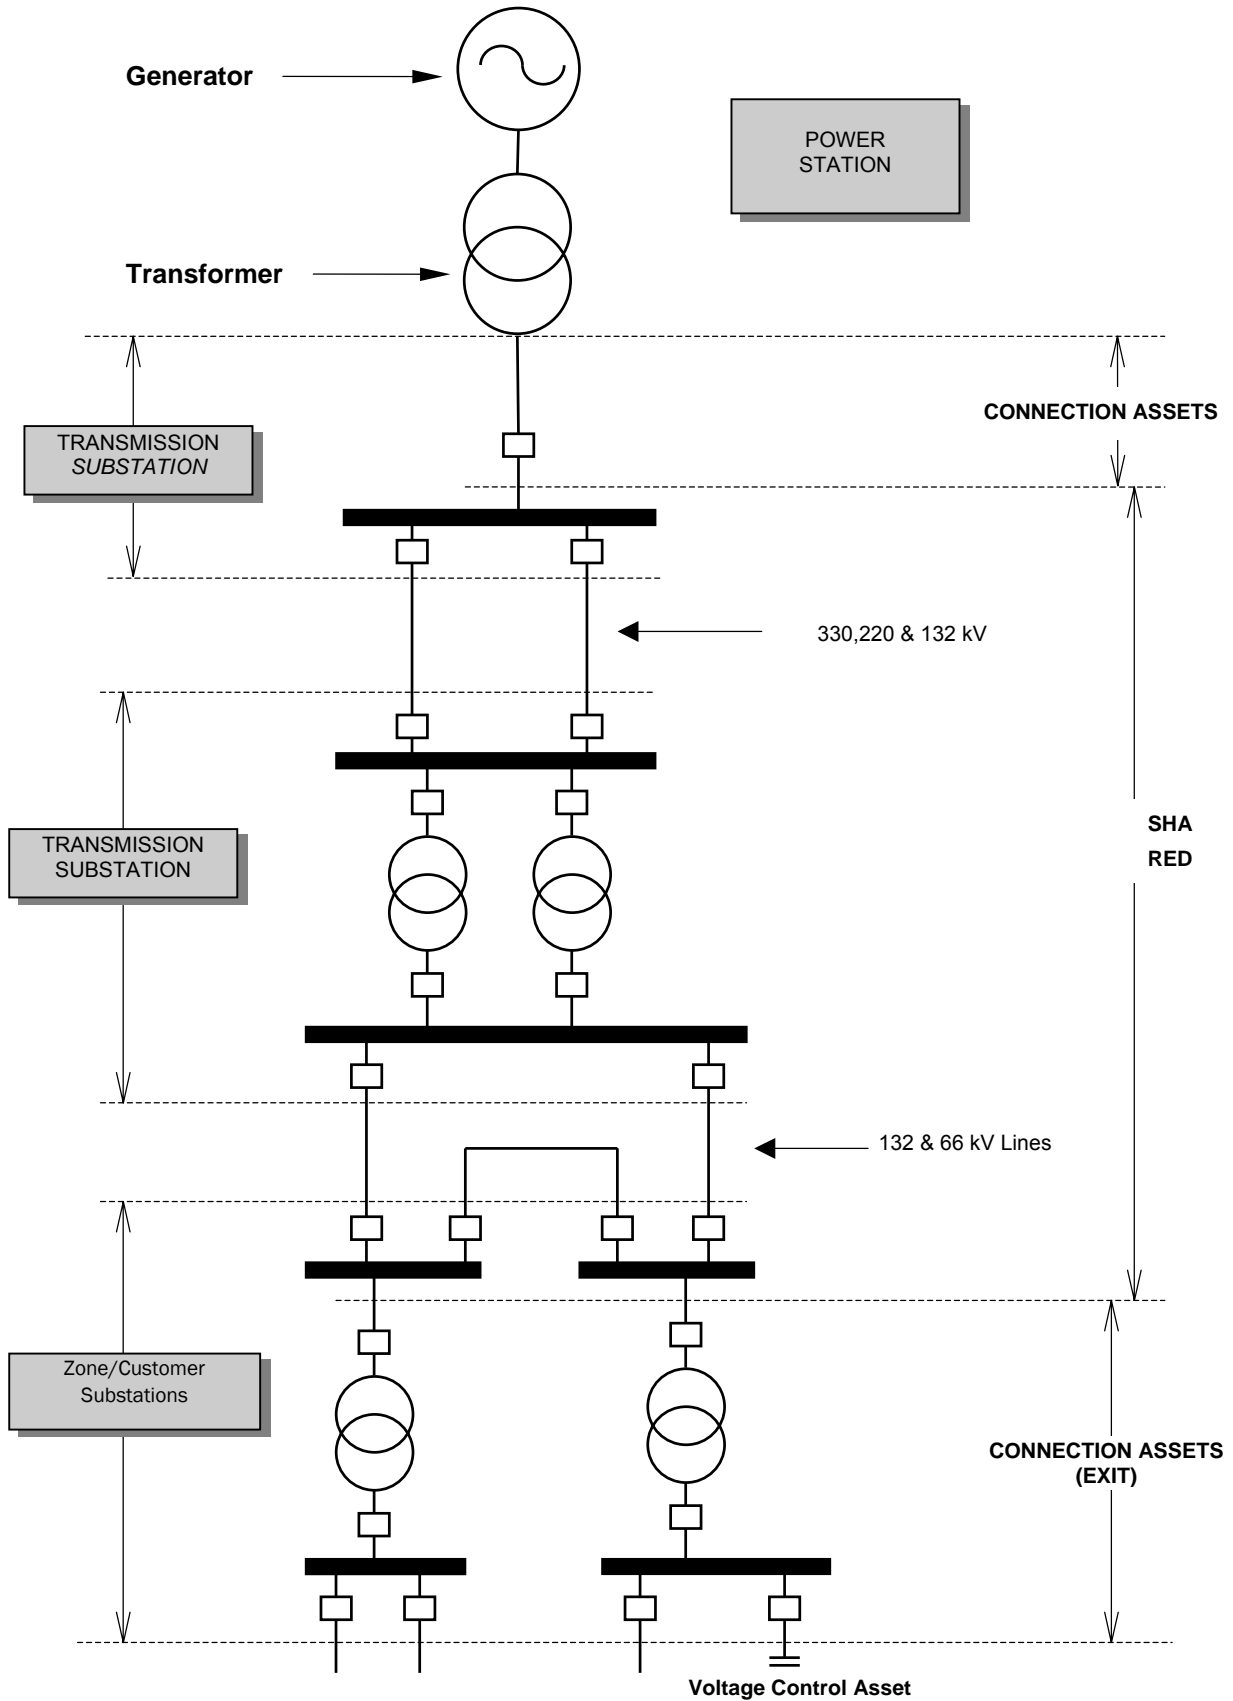 Generator
POWER
STATION
Transformer
CONNECTION ASSETS
TRANSMISSION
SUBSTATION
330,220 & 132 kV
SHA
RED
TRANSMISSION
SUBSTATION
132 & 66 kV Lines
Zone/Customer
Substations
CONNECTION ASSETS
(EXIT)
Voltage Control Asset